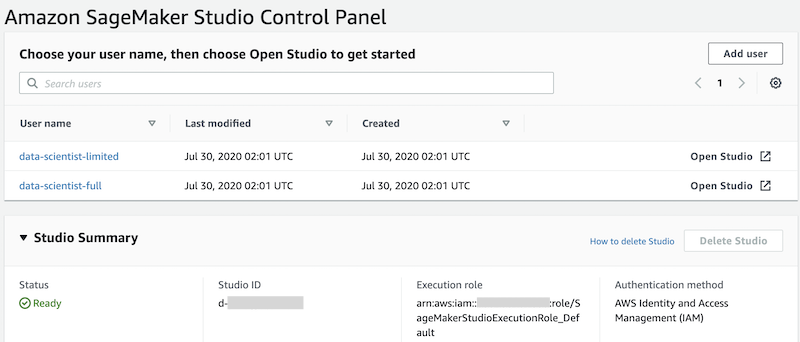 Amazon SageMaker Studio Control Panel
Choose your user name, then choose Open Studio to get started
Add user
Search users
1
User name
Last modified
Created
data-scientist-limited
Jul 30, 2020 02:01 UTC
Jul 30, 2020 02:01 UTC
Open Studio
data-scientist-full
Jul 30, 2020 02:01 UTC
Jul 30, 2020 02:01 UTC
Open Studio
Studio Summary
How to delete Studio
Delete Studio
Status
Ready
Studio ID
d-
Execution role
arn:aws:iam:: :role/S
ageMakerStudioExecutionRole_Def
ault
Authentication method
AWS Identity and Access
Management (IAM)